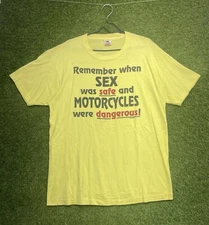 Remember when
SEX
was safe and
MOTORCYCLES
were dangerous!